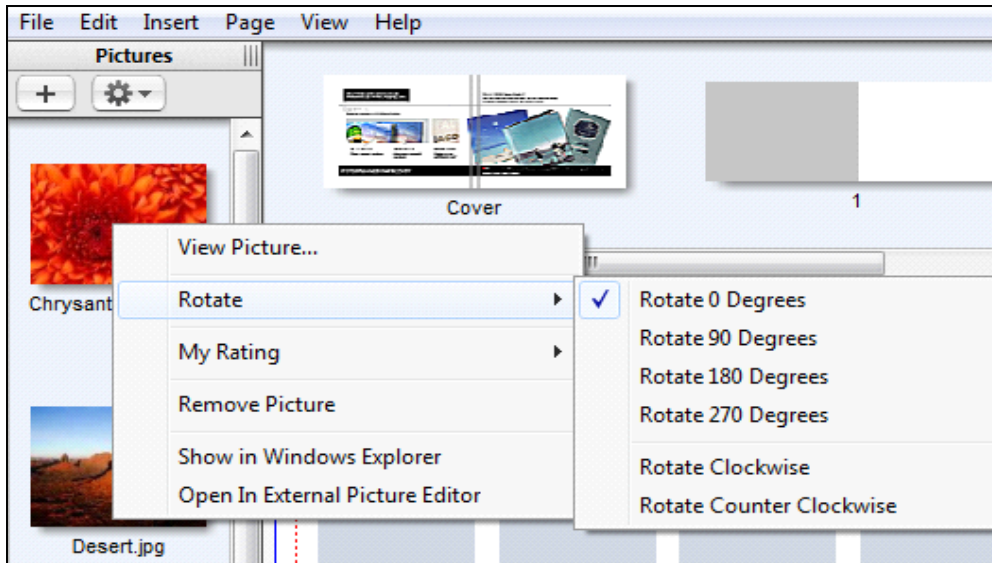 File Edit Insert Page View Help
Pictures
Cover
1
Chrysant
Desert.jpg
View Picture...
Rotate
My Rating
Remove Picture
Show in Windows Explorer
Open In External Picture Editor
Rotate 0 Degrees
Rotate 90 Degrees
Rotate 180 Degrees
Rotate 270 Degrees
Rotate Clockwise
Rotate Counter Clockwise